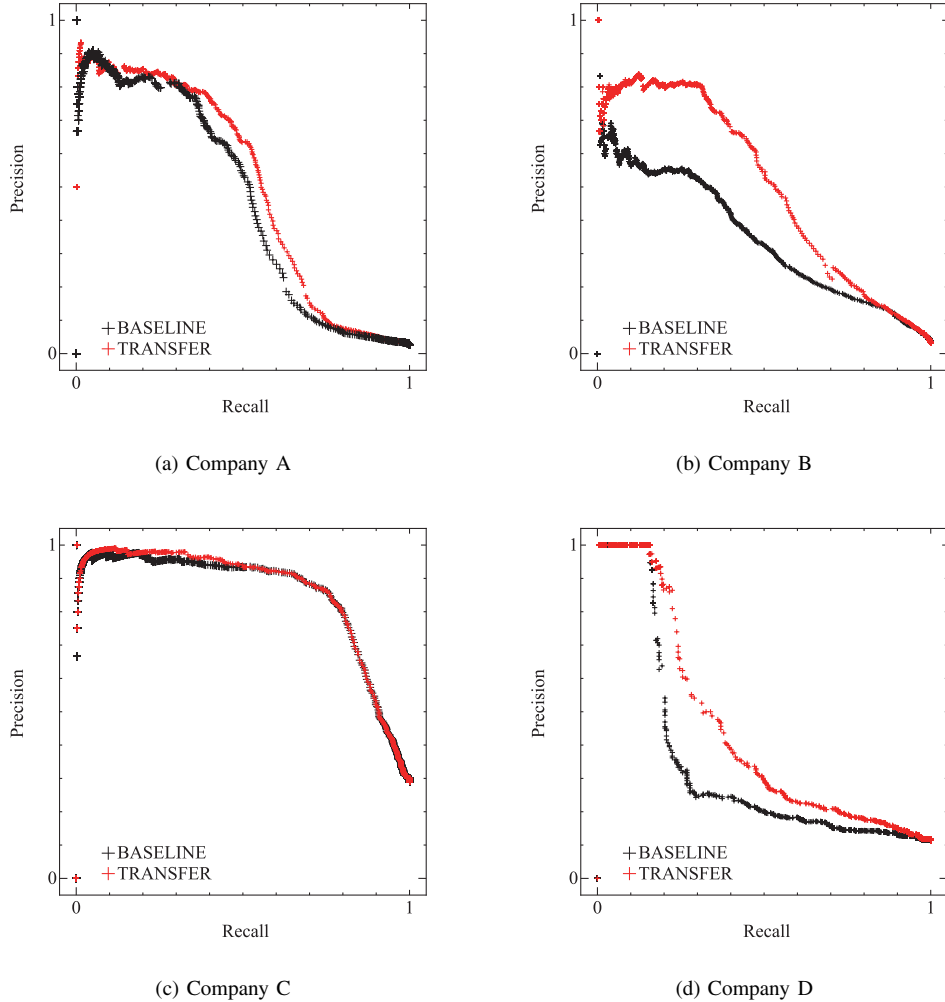 1
Precision
0
BASELINE
TRANSFER
0
1
Recall
(a) Company A
1
Precision
0
BASELINE
TRANSFER
0
1
Recall
(b) Company B
1
Precision
0
BASELINE
TRANSFER
0
1
Recall
(c) Company C
1
Precision
0
BASELINE
TRANSFER
0
1
Recall
(d) Company D